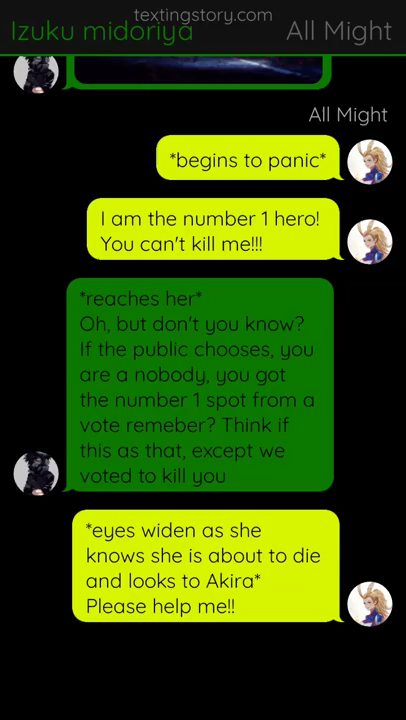 textingstory.com
Izuku midoriya
All Might
All Might
*begins to panic*
I am the number 1 hero!
You can't kill me!!!
*reaches her*
Oh, but don't you know?
If the public chooses, you
are a nobody, you got
the number 1 spot from a
vote remeber? Think if
this as that, except we
voted to kill you
*eyes widen as she
knows she is about to die
and looks to Akira*
Please help me!!